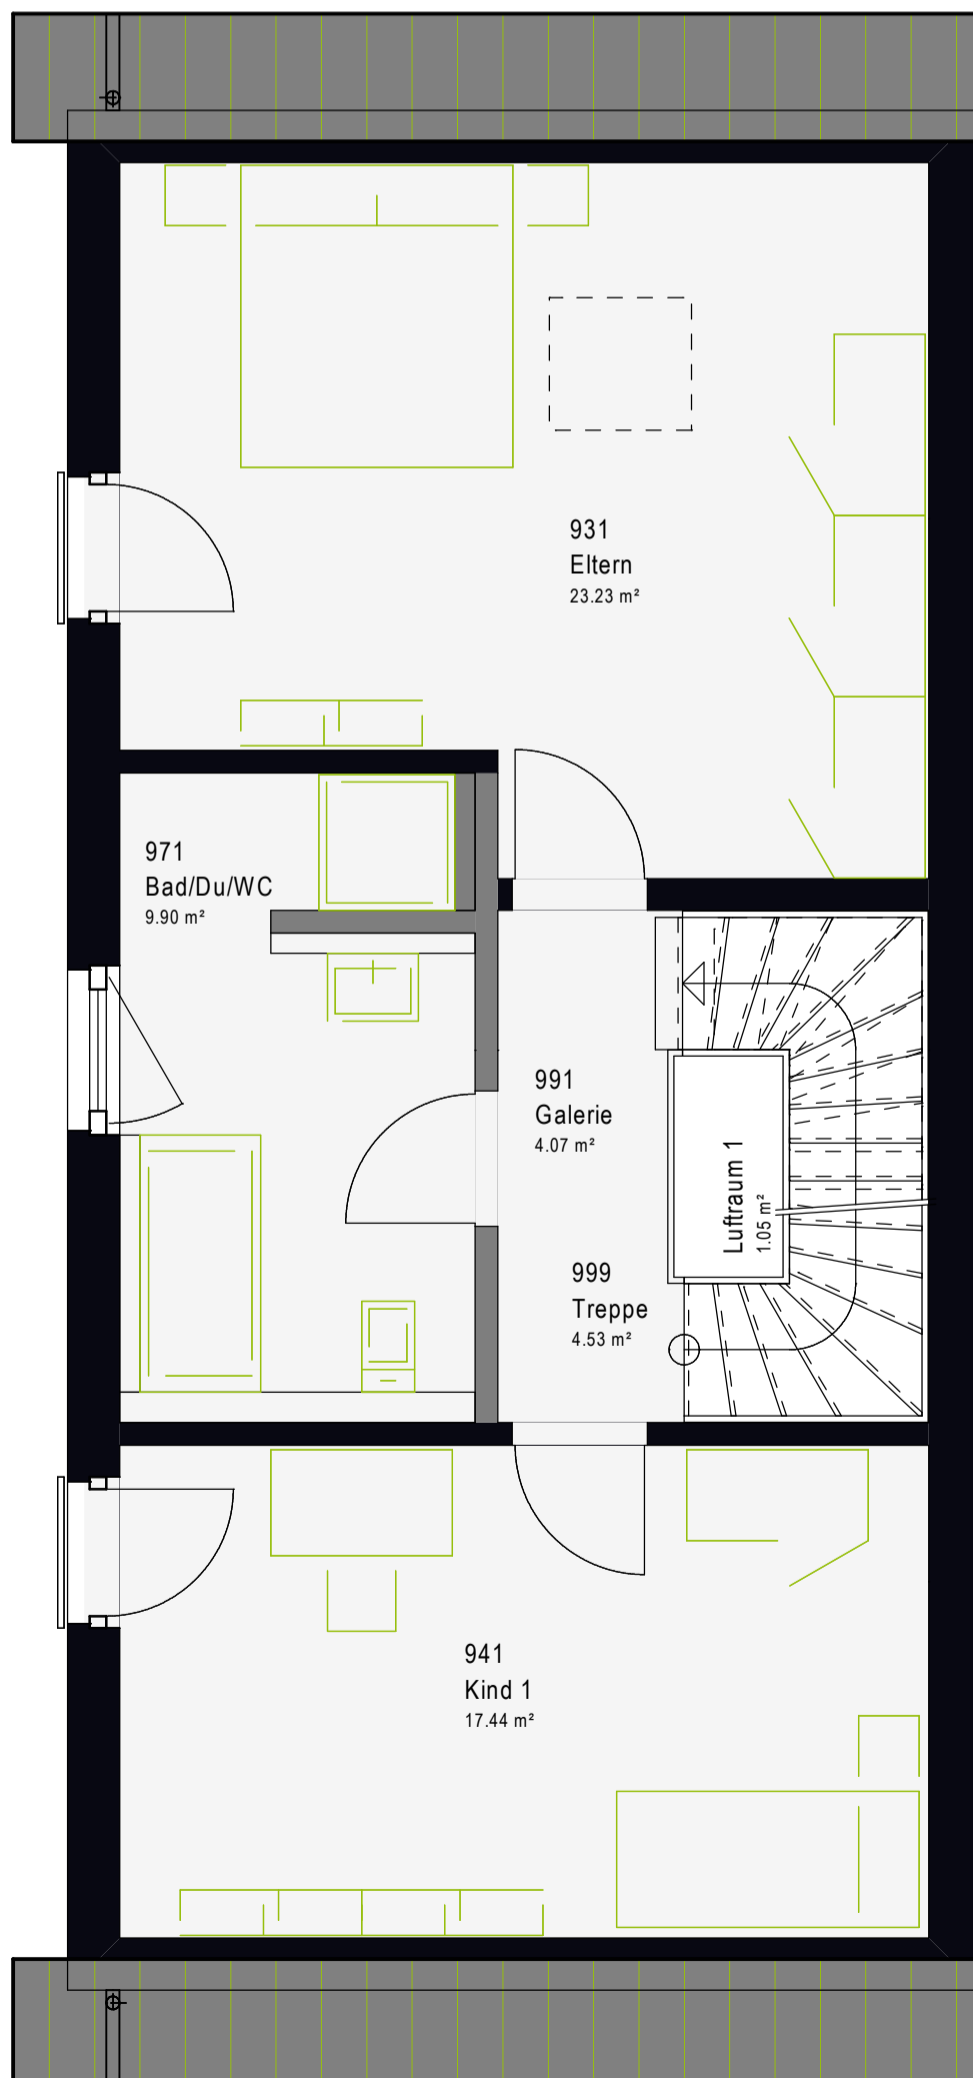 931
Eltern
23.23 m²
971
Bad/Du/WC
9.90 m²
991
Galerie
4.07 m²
Luftraum 1
1.05 m²
999
Treppe
4.53 m²
941
Kind 1
17.44 m²